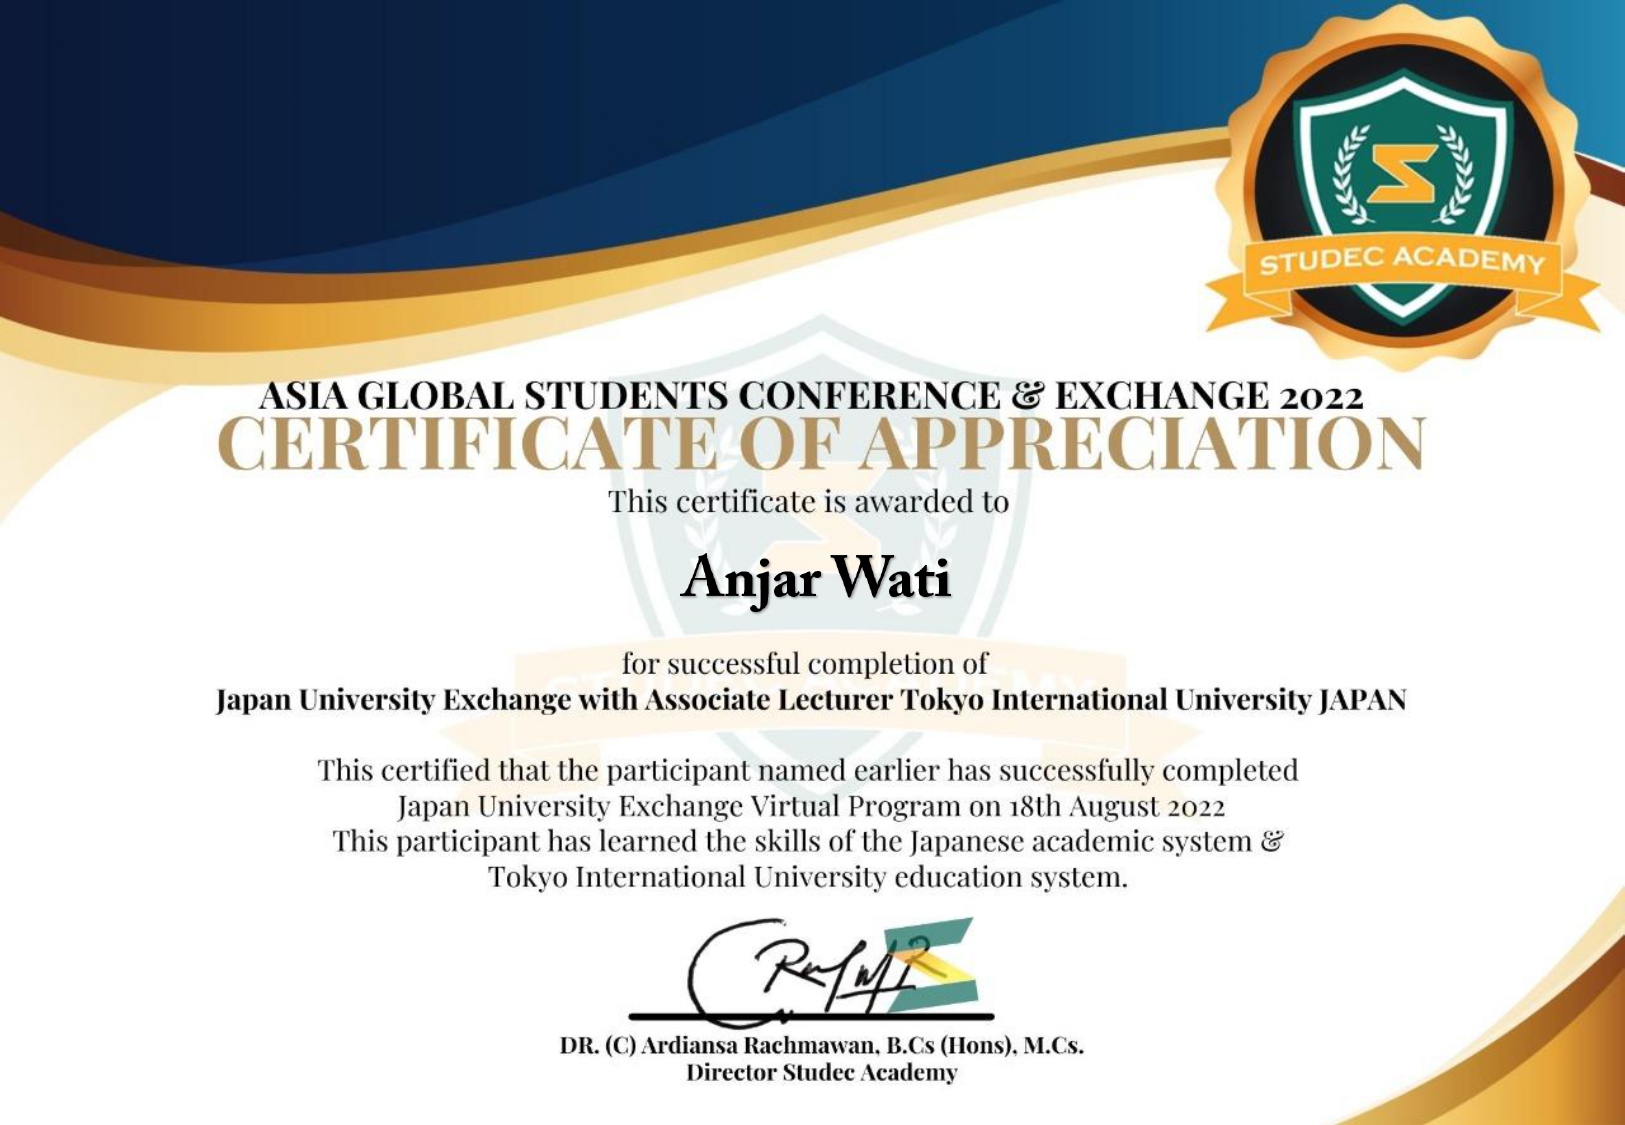 STUDEC ACADEMY
ASIA GLOBAL STUDENTS CONFERENCE & EXCHANGE 2022
CERTIFICATE OF APPRECIATION
This certificate is awarded to
Anjar Wati
for successful completion of
Japan University Exchange with Associate Lecturer Tokyo International University JAPAN
This certified that the participant named earlier has successfully completed
Japan University Exchange Virtual Program on 18th August 2022
This participant has learned the skills of the Japanese academic system &
Tokyo International University education system.
DR. (C) Ardiansa Rachmawan, B.Cs (Hons), M.Cs.
Director Studec Academy